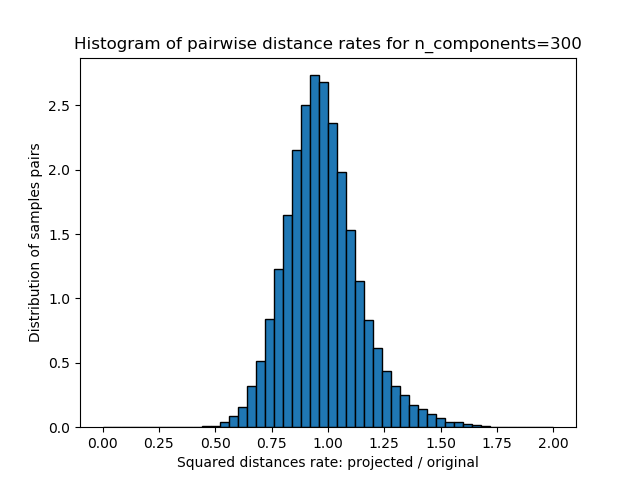 Histogram of pairwise distance rates for n_components=300
Distribution of samples pairs
2.5
2.0
1.5
1.0
0.5
0.0
0.00 0.25 0.50 0.75 1.00 1.25 1.50 1.75 2.00
Squared distances rate: projected / original